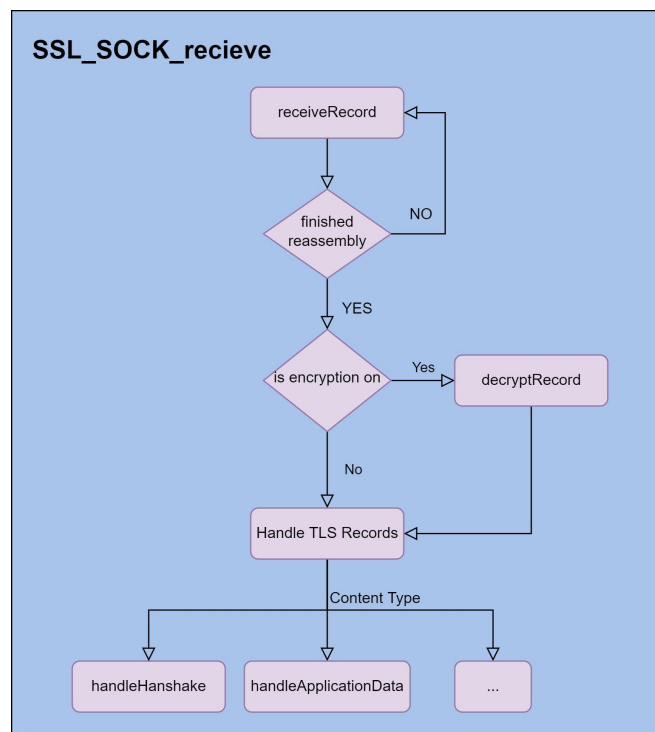 SSL_SOCK_recieve
receiveRecord
finished
reassembly
NO
YES
is encryption on
Yes
decryptRecord
No
Handle TLS Records
Content Type
handleHanshake
handleApplicationData
...